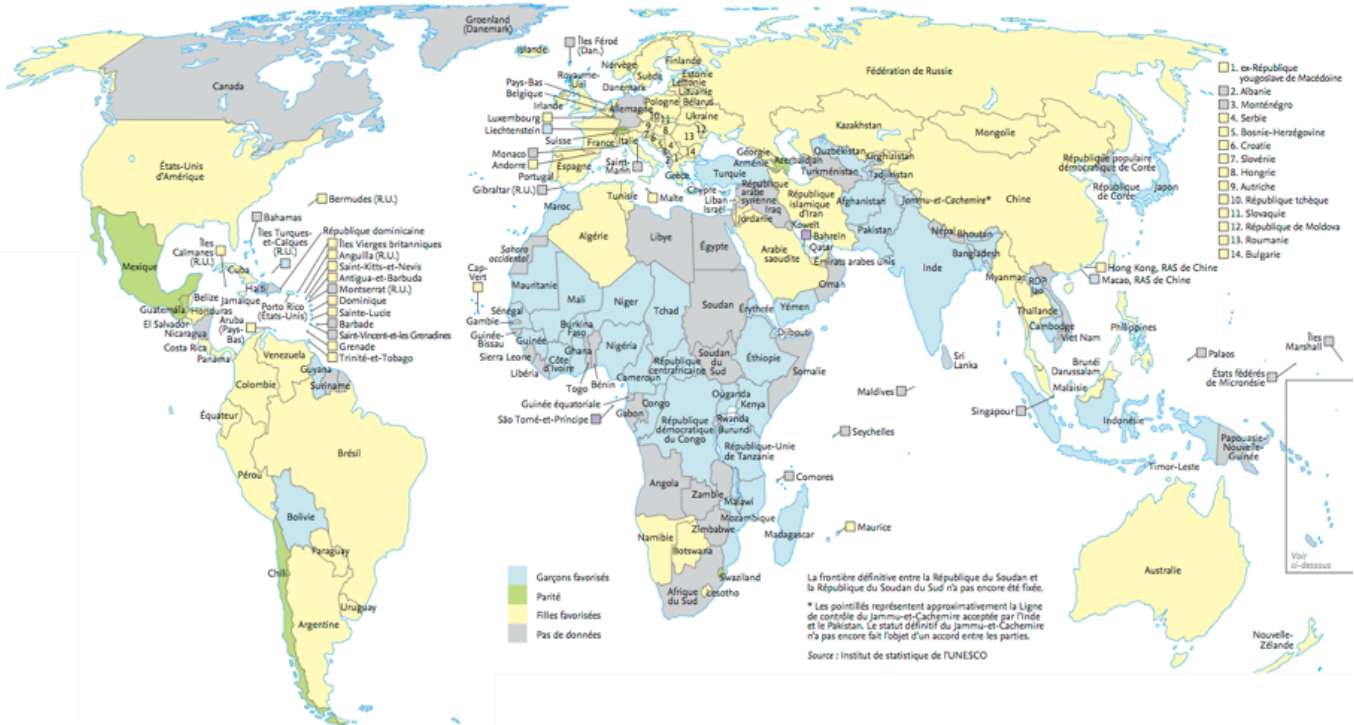 Groenland
(Danemark)
Canada
États-Unis
d'Amérique
Bermudes (R.U.)
Bahamas
Îles Turques-
et-Caïques
(R.U.)
République dominicaine
Îles Vierges britanniques
Anguilla (R.U.)
Saint-Kitts-et-Nevis
Antigua-et-Barbuda
Montserrat (R.U.)
Dominique
Sainte-Lucie
Barbade
Saint-Vincent-et-les Grenadines
Grenade
Trinité-et-Tobago
Îles
Caïmanes
(R.U.)
Cuba
Haïti
Mexique
Belize
Jamaïque
Porto Rico
(États-Unis)
Guatemala
Honduras
El Salvador
Nicaragua
Aruba
(Pays-
Bas)
Costa Rica
Panama
Venezuela
Guyana
Suriname
Colombie
Équateur
Pérou
Brésil
Bolivie
Paraguay
Chili
Uruguay
Argentine
Islande
Îles Féroé
(Dan.)
Norvège
Finlande
Suède
Estonie
Lettonie
Lituanie
Royaume-
Uni
Danemark
Pays-Bas
Belgique
Irlande
Allemagne
Pologne
Bélarus
Luxembourg
Ukraine
Liechtenstein
Suisse
France
Italie
Monaco
Andorre
Espagne
Saint-
Marin
Portugal
Grèce
Gibraltar (R.U.)
Malte
Tunisie
Maroc
Algérie
Libye
Égypte
Sahara
occidental
Cap-
Vert
Mauritanie
Mali
Niger
Tchad
Soudan
Érythrée
Sénégal
Gambie
Guinée-
Bissau
Guinée
Burkina
Faso
Sierra Leone
Libéria
Côte
d'Ivoire
Ghana
Togo
Bénin
Nigéria
Cameroun
République
centrafricaine
Soudan
du
Sud
Éthiopie
Djibouti
Somalie
Guinée équatoriale
São Tomé-et-Príncipe
Gabon
Congo
République
démocratique
du Congo
Ouganda
Kenya
Rwanda
Burundi
République-Unie
de Tanzanie
Angola
Zambie
Malawi
Mozambique
Zimbabwe
Namibie
Botswana
Swaziland
Afrique
du Sud
Lesotho
Madagascar
Comores
Maurice
Seychelles
Maldives
Fédération de Russie
Kazakhstan
Mongolie
Géorgie
Arménie
Azerbaïdjan
Ouzbékistan
Kirghizistan
Turkménistan
Tadjikistan
Turquie
Chypre
Liban
Israël
République
arabe
syrienne
Iraq
Jordanie
République
islamique
d'Iran
Koweït
Bahreïn
Qatar
Émirats arabes unis
Arabie
saoudite
Oman
Yémen
Afghanistan
Pakistan
Jammu-et-Cachemire*
Chine
République populaire
démocratique de Corée
République
de Corée
Japon
Népal
Bhoutan
Bangladesh
Inde
Myanmar
RDP
lao
Hong Kong, RAS de Chine
Macao, RAS de Chine
Thaïlande
Cambodge
Viet Nam
Philippines
Sri
Lanka
Brunéi
Darussalam
Malaisie
Singapour
Indonésie
Timor-Leste
Papouasie-
Nouvelle-
Guinée
Palaos
États fédérés
de Micronésie
Îles
Marshall
Australie
Nouvelle-
Zélande
Voir
ci-dessous
1. ex-République
yougoslave de Macédoine
2. Albanie
3. Monténégro
4. Serbie
5. Bosnie-Herzégovine
6. Croatie
7. Slovénie
8. Hongrie
9. Autriche
10. République tchèque
11. Slovaquie
12. République de Moldova
13. Roumanie
14. Bulgarie
Garçons favorisés
Parité
Filles favorisées
Pas de données
La frontière définitive entre la République du Soudan et
la République du Soudan du Sud n'a pas encore été fixée.
* Les pointillés représentent approximativement la Ligne
de contrôle du Jammu-et-Cachemire acceptée par l'Inde
et le Pakistan. Le statut définitif du Jammu-et-Cachemire
n'a pas encore fait l'objet d'un accord entre les parties.
Source : Institut de statistique de l'UNESCO